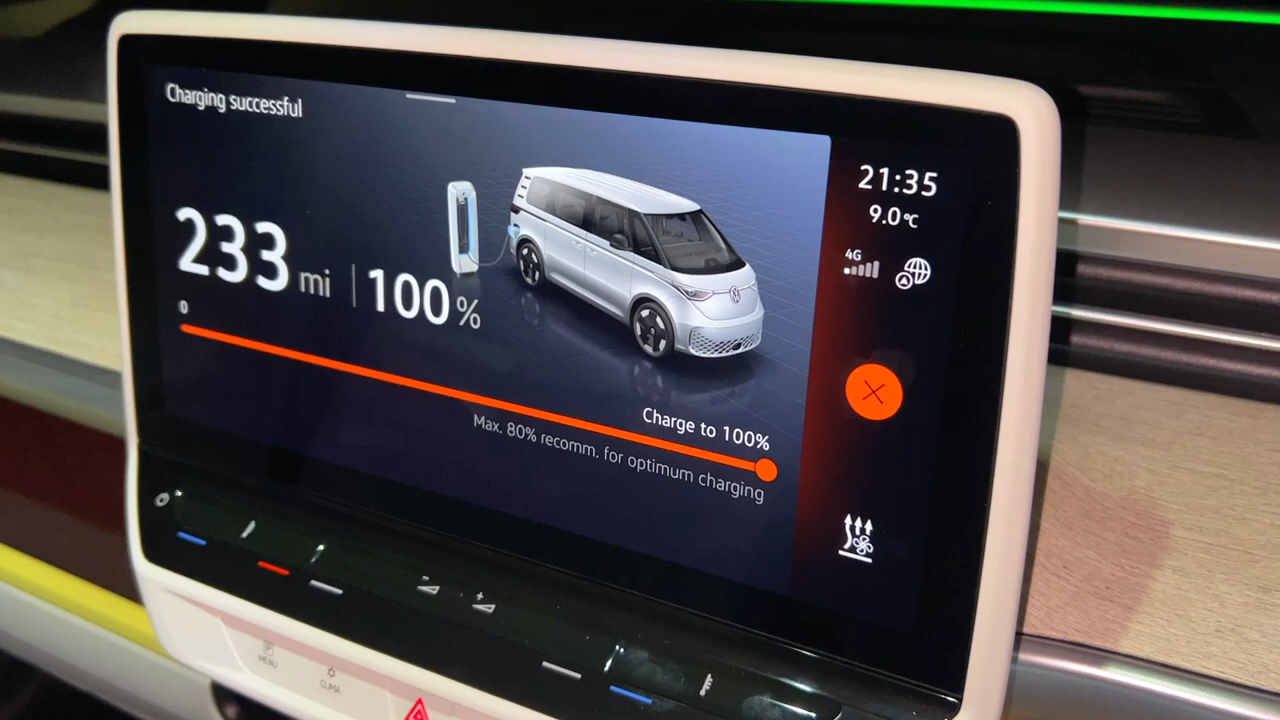 Charging successful
233 mi | 100 %
0
Charge to 100%
Max. 80% recomm. for optimum charging
21:35
9.0°C
4G
P
MENU
CLIMA